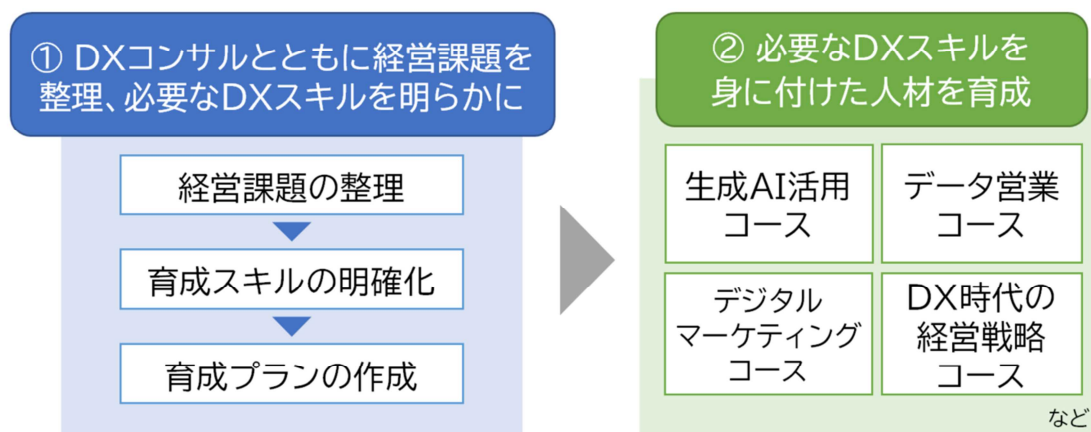 ① DXコンサルとともに経営課題を
整理、必要なDXスキルを明らかに
経営課題の整理
育成スキルの明確化
育成プランの作成
② 必要なDXスキルを
身に付けた人材を育成
生成AI活用
コース
データ営業
コース
デジタル
マーケティング
コース
DX時代の
経営戦略
コース
など